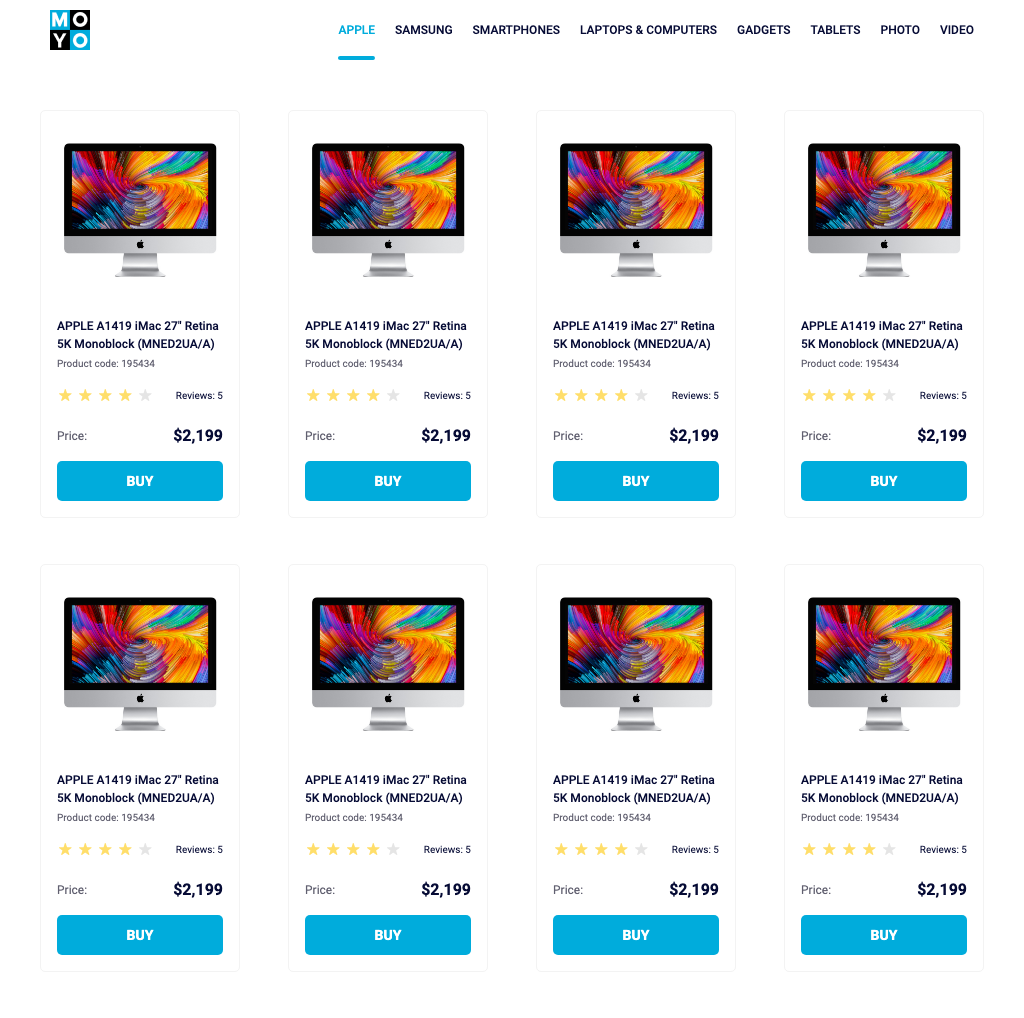 MO
YO
APPLE SAMSUNG SMARTPHONES LAPTOPS & COMPUTERS GADGETS TABLETS PHOTO VIDEO
APPLE A1419 iMac 27" Retina
5K Monoblock (MNED2UA/A)
Product code: 195434
Reviews: 5
Price: $2,199
BUY
APPLE A1419 iMac 27" Retina
5K Monoblock (MNED2UA/A)
Product code: 195434
Reviews: 5
Price: $2,199
BUY
APPLE A1419 iMac 27" Retina
5K Monoblock (MNED2UA/A)
Product code: 195434
Reviews: 5
Price: $2,199
BUY
APPLE A1419 iMac 27" Retina
5K Monoblock (MNED2UA/A)
Product code: 195434
Reviews: 5
Price: $2,199
BUY
APPLE A1419 iMac 27" Retina
5K Monoblock (MNED2UA/A)
Product code: 195434
Reviews: 5
Price: $2,199
BUY
APPLE A1419 iMac 27" Retina
5K Monoblock (MNED2UA/A)
Product code: 195434
Reviews: 5
Price: $2,199
BUY
APPLE A1419 iMac 27" Retina
5K Monoblock (MNED2UA/A)
Product code: 195434
Reviews: 5
Price: $2,199
BUY
APPLE A1419 iMac 27" Retina
5K Monoblock (MNED2UA/A)
Product code: 195434
Reviews: 5
Price: $2,199
BUY